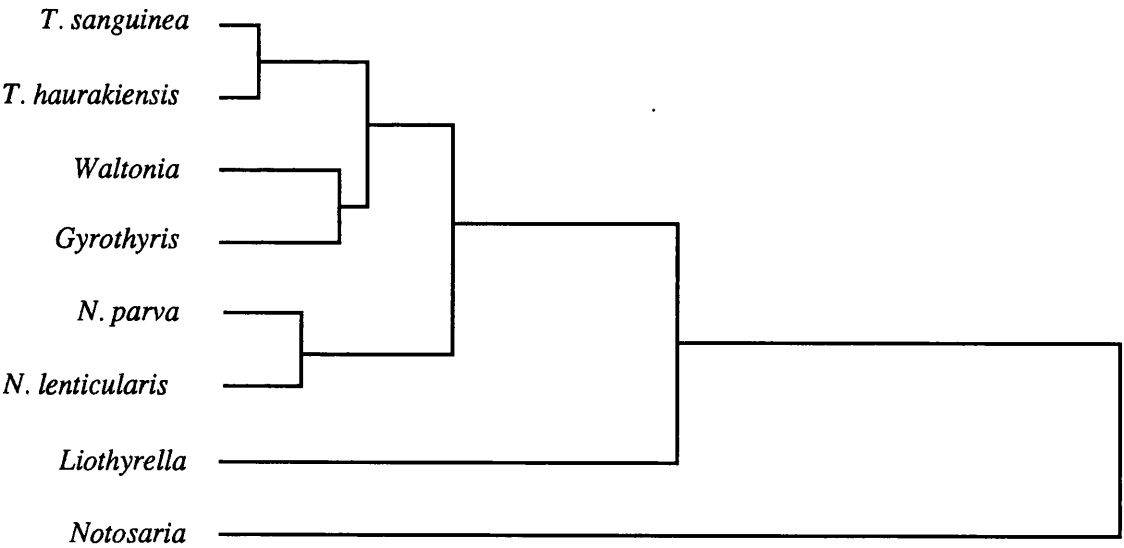 T. sanguinea
T. haurakiensis
Waltonia
Gyrothyris
N. parva
N. lenticularis
Liothyrella
Notosaria